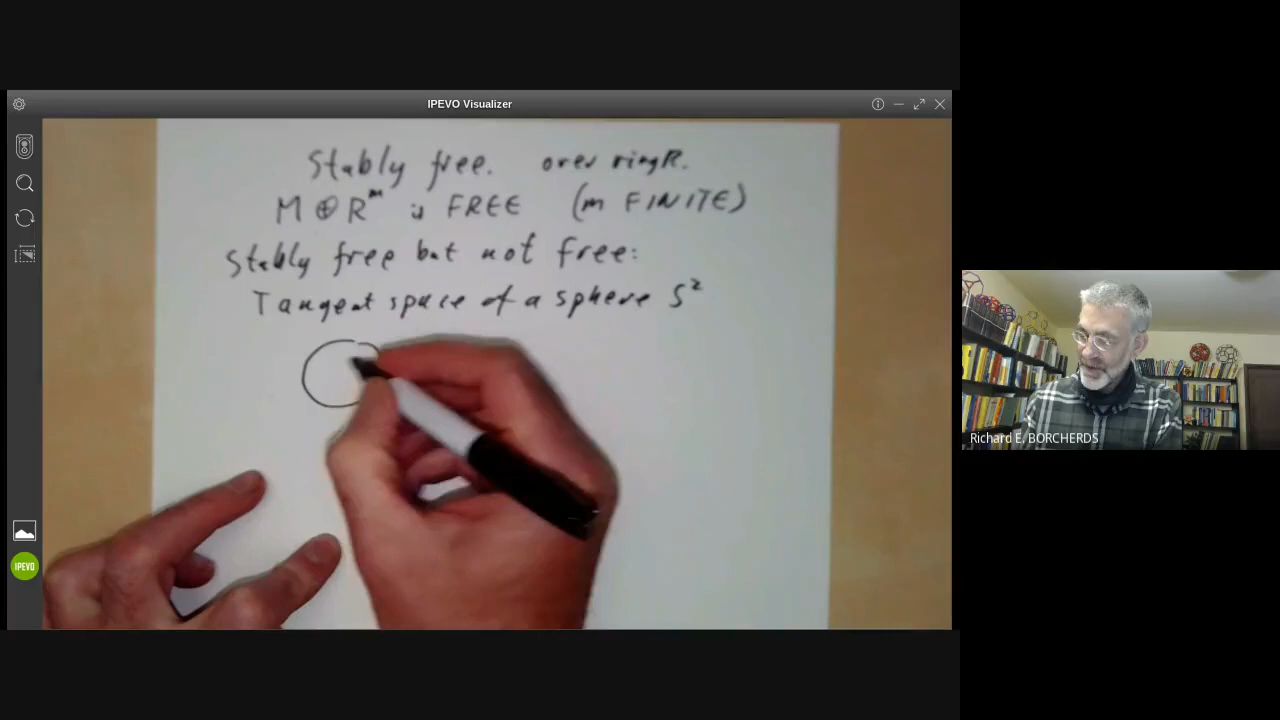 IPEVO Visualizer
Stably free. over ring R.
M ⊕ R^m is FREE (m FINITE)
Stably free but not free:
Tangent space of a sphere S²
Richard E. BORCHERDS
IPEVO